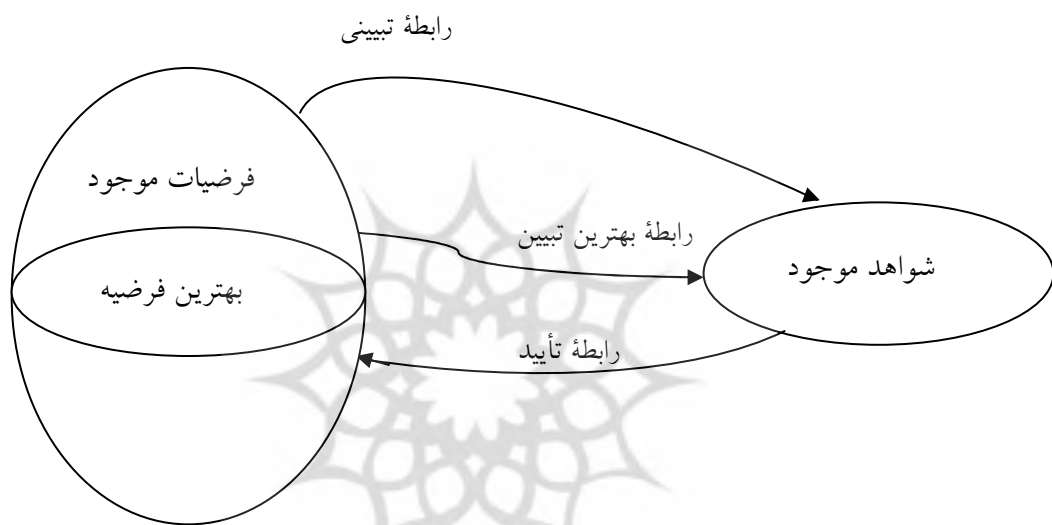 رابطهٔ تبیینی
فرضیات موجود
رابطهٔ بهترین تبیین
شواهد موجود
بهترین فرضیه
رابطهٔ تأیید